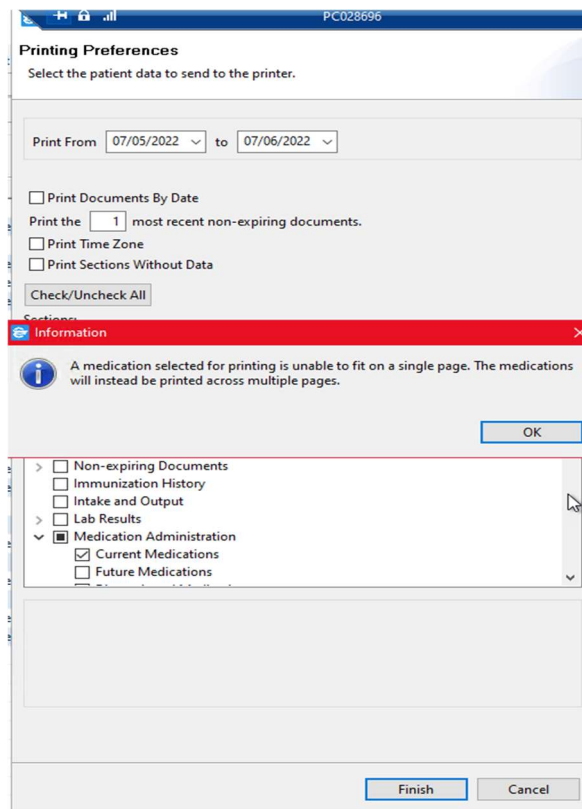 PC028696
Printing Preferences
Select the patient data to send to the printer.
Print From 07/05/2022 to 07/06/2022
Print Documents By Date
Print the 1 most recent non-expiring documents.
Print Time Zone
Print Sections Without Data
Check/Uncheck All
Sections:
Information
A medication selected for printing is unable to fit on a single page. The medications
will instead be printed across multiple pages.
OK
Non-expiring Documents
Immunization History
Intake and Output
Lab Results
Medication Administration
Current Medications
Future Medications
Finish Cancel